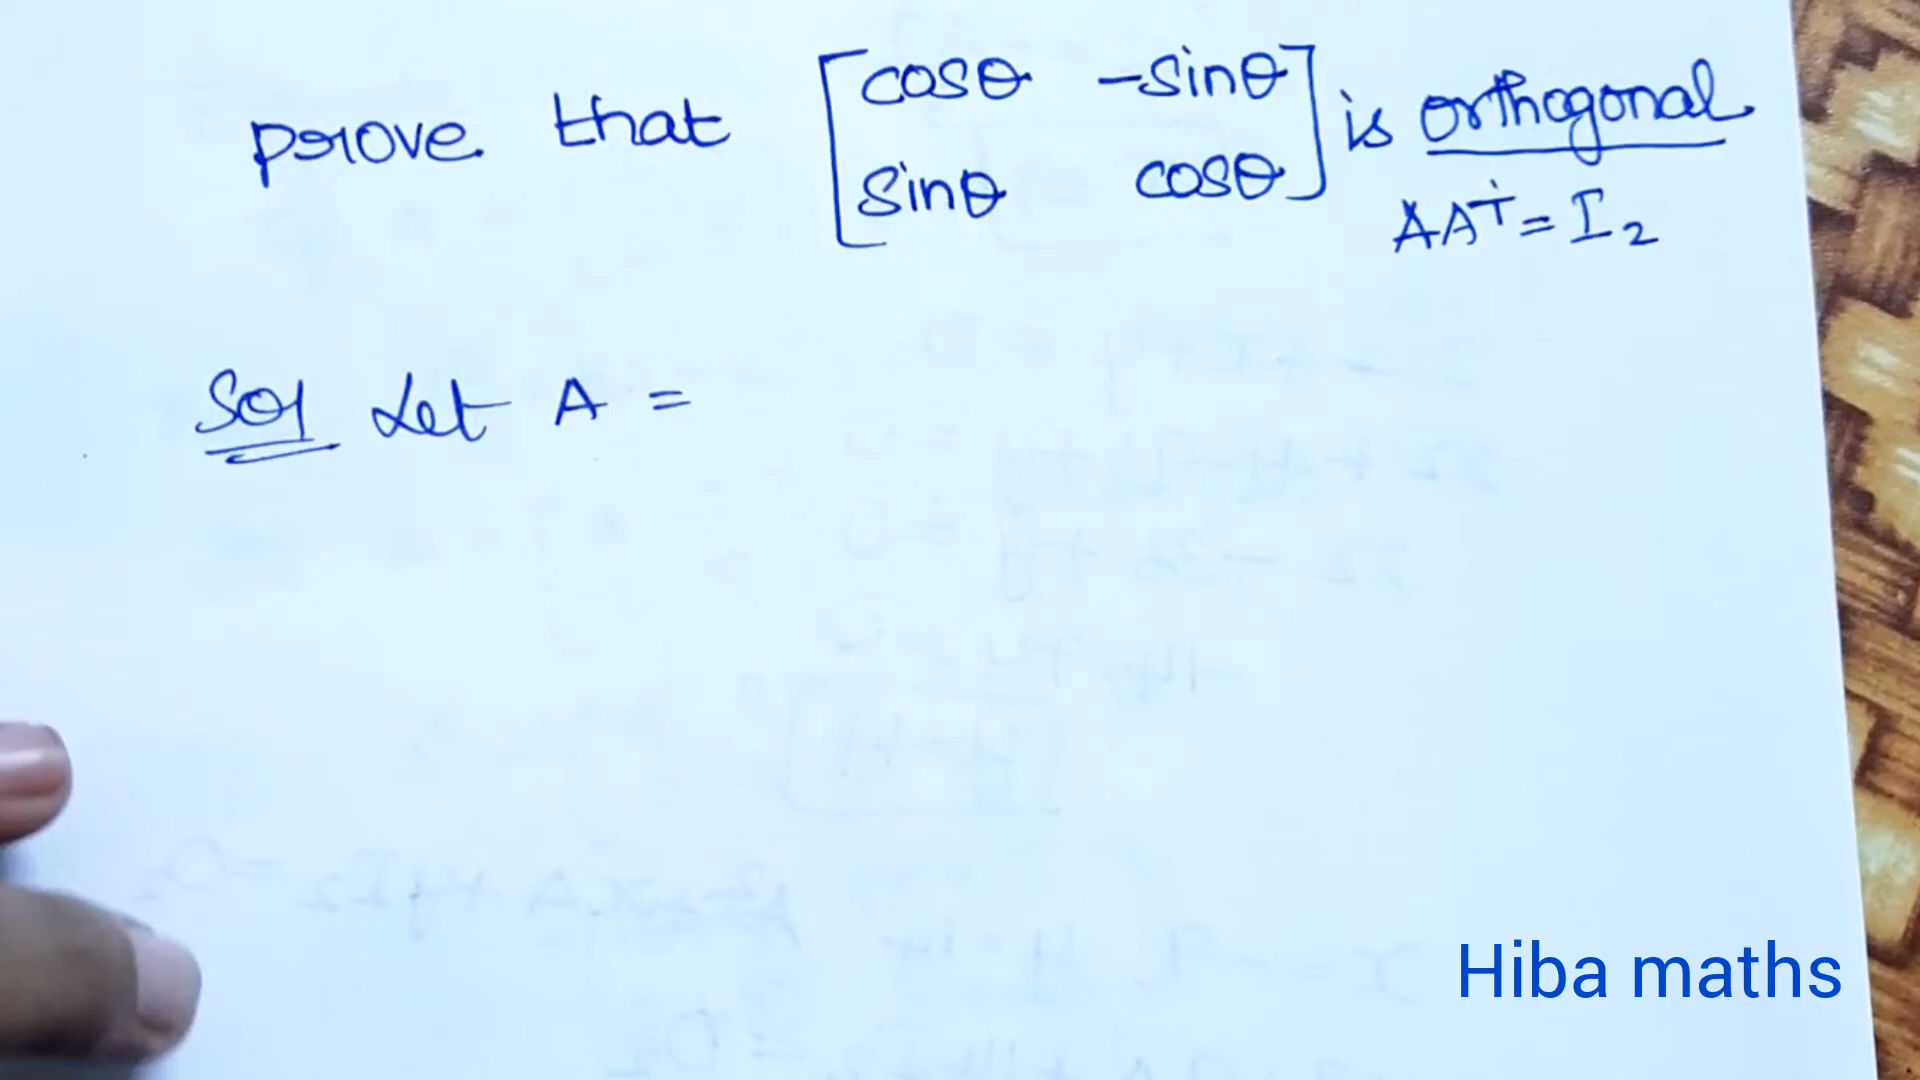 prove that [cosθ -sinθ
sinθ cosθ] is orthogonal
AAᵀ = I₂
Sol Let A =
Hiba maths